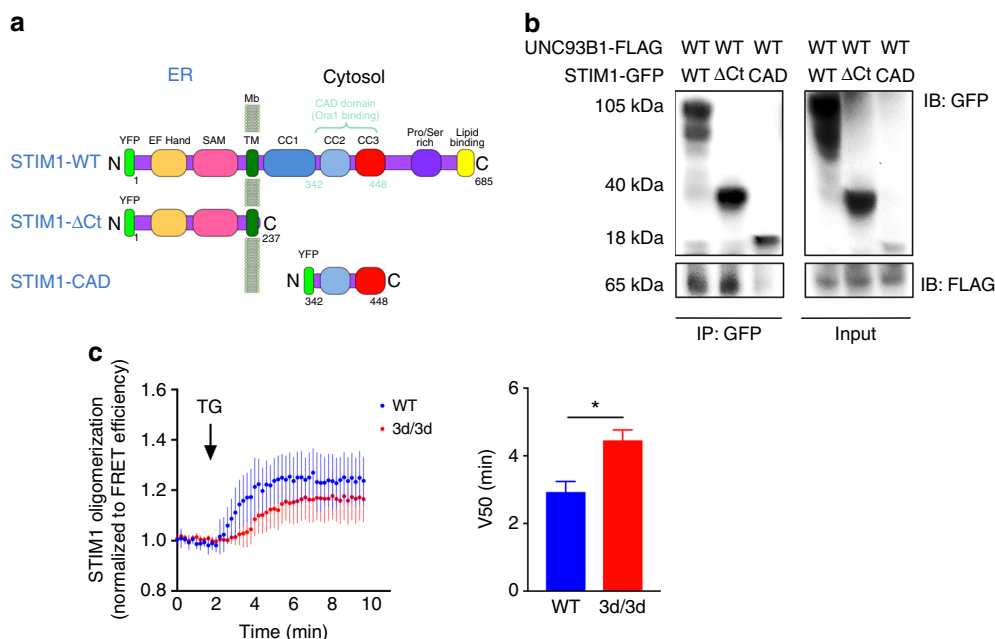 a
ER
Cytosol
Mb
CAD domain
(Ora1 binding)
YFP EF Hand SAM TM CC1 CC2 CC3 Pro/Ser rich Lipid binding
STIM1-WT N C
1 342 448 685
YFP
STIM1-ΔCt N C
1 237
YFP
STIM1-CAD N C
342 448
b
UNC93B1-FLAG WT WT WT WT WT WT
STIM1-GFP WT ΔCt CAD WT ΔCt CAD
105 kDa IB: GFP
40 kDa
18 kDa
65 kDa IB: FLAG
IP: GFP Input
c
STIM1 oligomerization
(normalized to FRET efficiency)
1.6
1.4
1.2
1.0
0.8
TG
WT
3d/3d
0 2 4 6 8 10
Time (min)
V50 (min)
6
4
2
0
*
WT 3d/3d